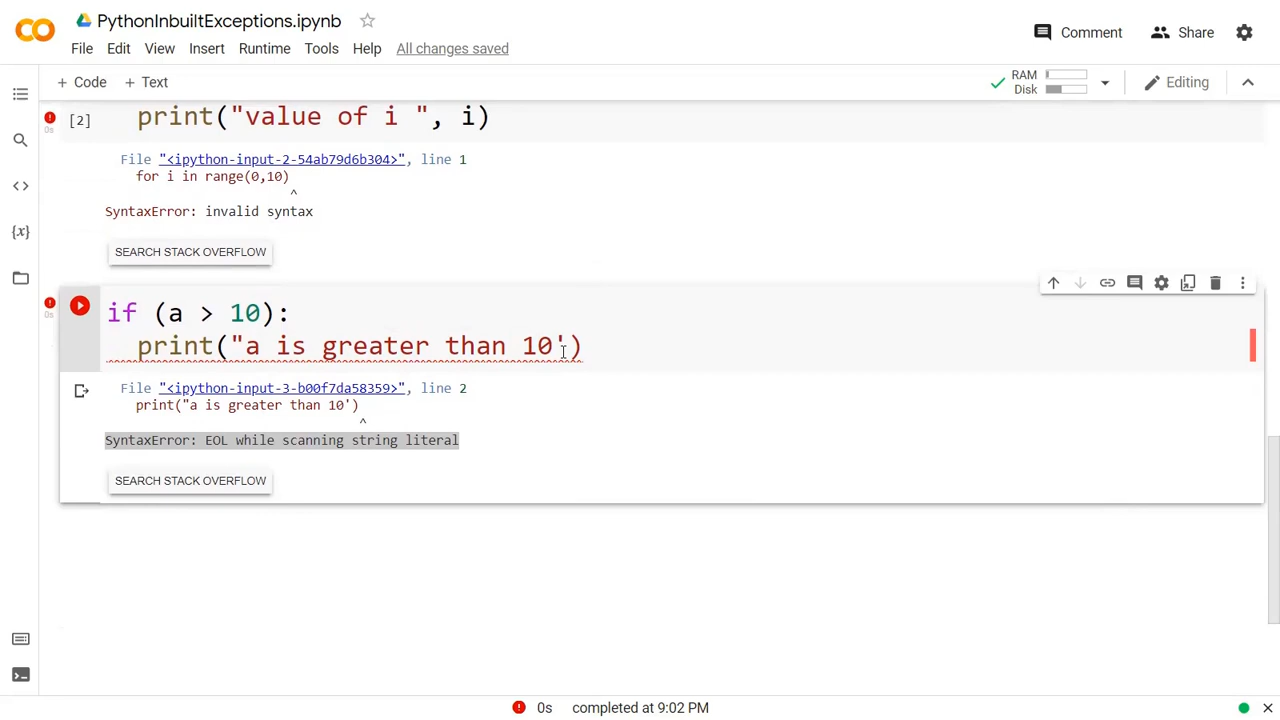 PythonInbuiltExceptions.ipynb
File Edit View Insert Runtime Tools Help All changes saved
Comment Share
+ Code + Text
RAM
Disk
Editing
[2] print("value of i ", i)
File "<ipython-input-2-54ab79d6b304>", line 1
for i in range(0,10)
^
SyntaxError: invalid syntax
SEARCH STACK OVERFLOW
if (a > 10):
print("a is greater than 10')
File "<ipython-input-3-b00f7da58359>", line 2
print("a is greater than 10')
^
SyntaxError: EOL while scanning string literal
SEARCH STACK OVERFLOW
0s completed at 9:02 PM